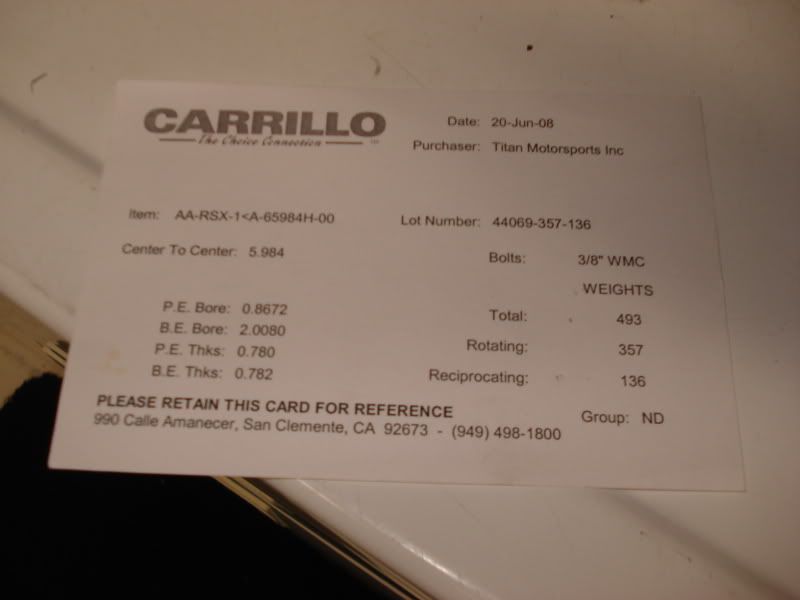 CARRILLO
The Choice Connection
Date: 20-Jun-08
Purchaser: Titan Motorsports Inc
Item: AA-RSX-1<A-65984H-00
Lot Number: 44069-357-136
Center To Center: 5.984
Bolts: 3/8" WMC
WEIGHTS
P.E. Bore: 0.8672
Total: 493
B.E. Bore: 2.0080
Rotating: 357
P.E. Thks: 0.780
B.E. Thks: 0.782
Reciprocating: 136
PLEASE RETAIN THIS CARD FOR REFERENCE
Group: ND
990 Calle Amanecer, San Clemente, CA 92673 - (949) 498-1800